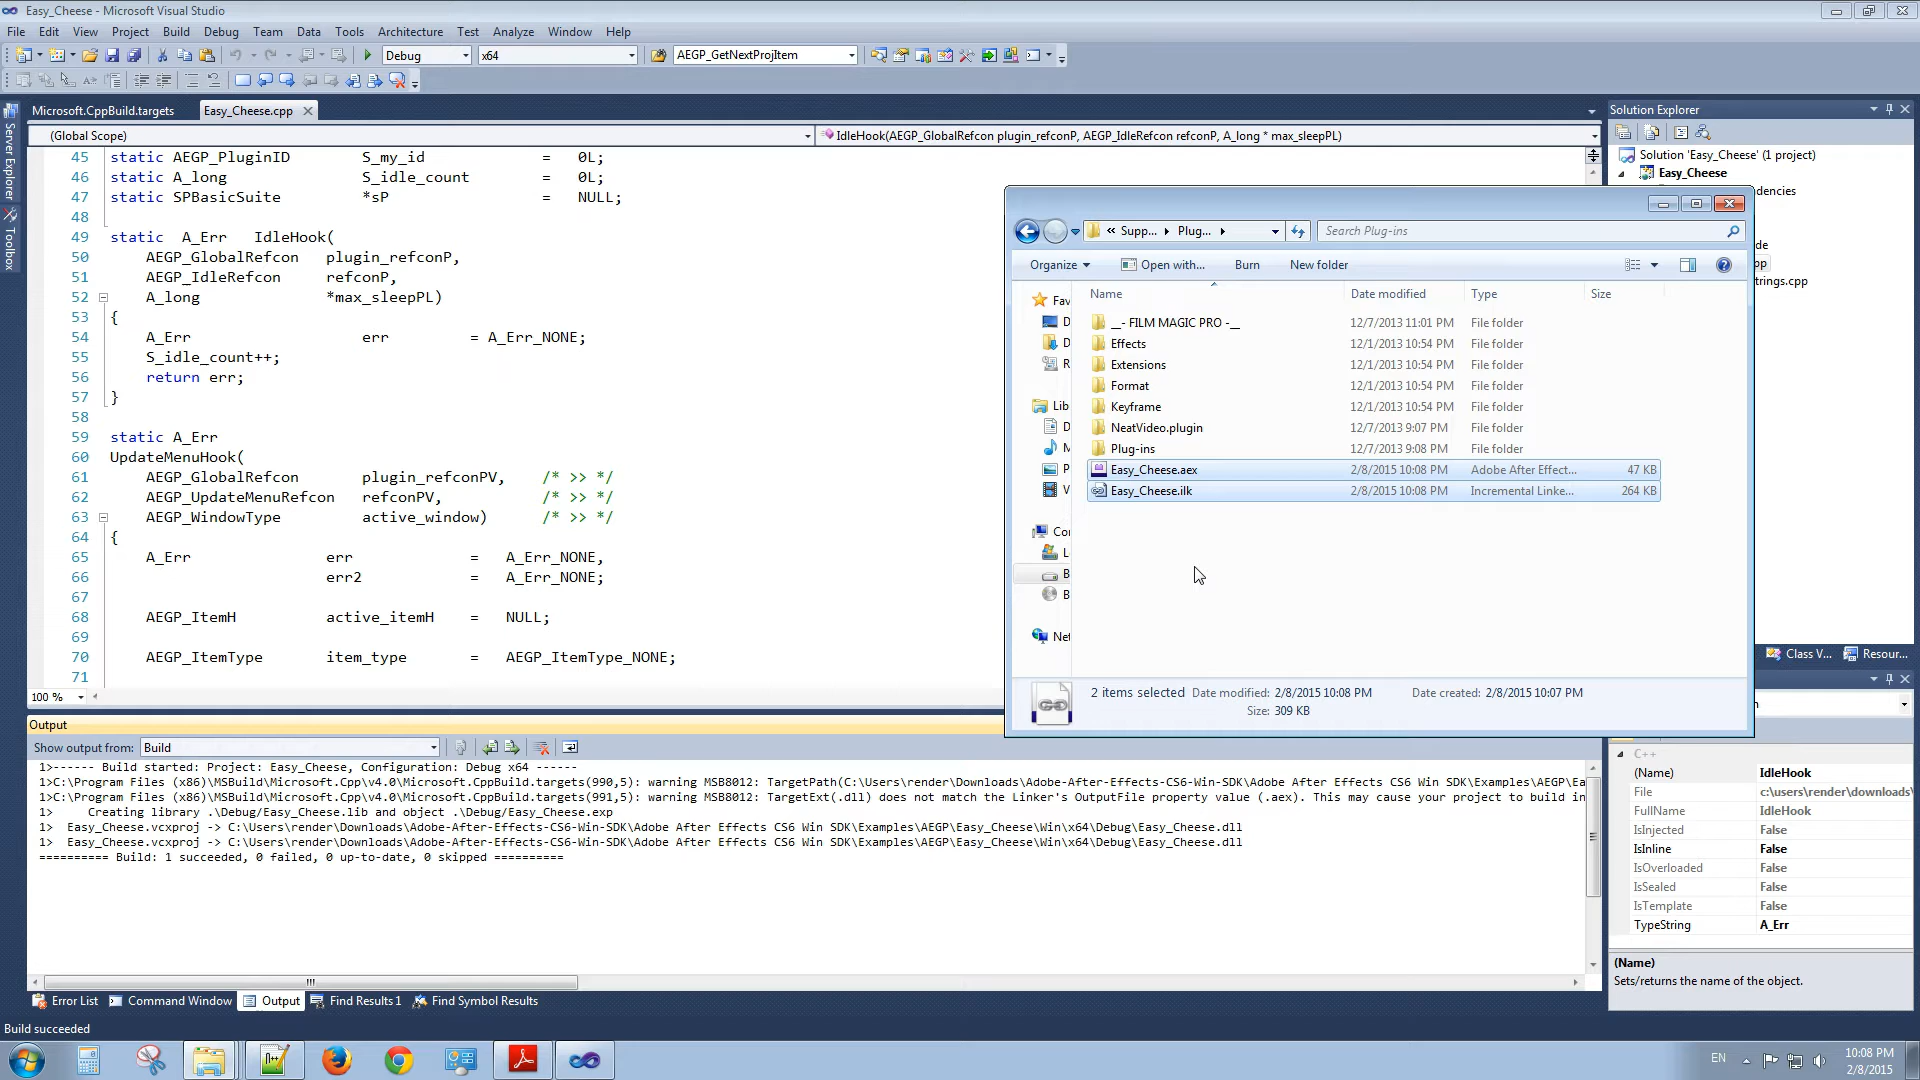 Easy_Cheese - Microsoft Visual Studio
File Edit View Project Build Debug Team Data Tools Architecture Test Analyze Window Help
Debug x64 AEGP_GetNextProjItem
Microsoft.CppBuild.targets Easy_Cheese.cpp
(Global Scope) IdleHook(AEGP_GlobalRefcon plugin_refconP, AEGP_IdleRefcon refconP, A_long * max_sleepPL)
Server Explorer
Toolbox
45 static AEGP_PluginID S_my_id = 0L;
46 static A_long S_idle_count = 0L;
47 static SPBasicSuite *sP = NULL;
48
49 static A_Err IdleHook(
50 AEGP_GlobalRefcon plugin_refconP,
51 AEGP_IdleRefcon refconP,
52 A_long *max_sleepPL)
53 {
54 A_Err err = A_Err_NONE;
55 S_idle_count++;
56 return err;
57 }
58
59 static A_Err
60 UpdateMenuHook(
61 AEGP_GlobalRefcon plugin_refconPV, /* >> */
62 AEGP_UpdateMenuRefcon refconPV, /* >> */
63 AEGP_WindowType active_window) /* >> */
64 {
65 A_Err err = A_Err_NONE,
66 err2 = A_Err_NONE;
67
68 AEGP_ItemH active_itemH = NULL;
69
70 AEGP_ItemType item_type = AEGP_ItemType_NONE;
71
100 %
Solution Explorer
Solution 'Easy_Cheese' (1 project)
Easy_Cheese
dencies
de
pp
trings.cpp
Class V... Resour...
« Supp... Plug... Search Plug-ins
Organize Open with... Burn New folder
Name Date modified Type Size
__- FILM MAGIC PRO -__ 12/7/2013 11:01 PM File folder
Effects 12/1/2013 10:54 PM File folder
Extensions 12/1/2013 10:54 PM File folder
Format 12/1/2013 10:54 PM File folder
Keyframe 12/1/2013 10:54 PM File folder
NeatVideo.plugin 12/7/2013 9:07 PM File folder
Plug-ins 12/7/2013 9:08 PM File folder
Easy_Cheese.aex 2/8/2015 10:08 PM Adobe After Effect... 47 KB
Easy_Cheese.ilk 2/8/2015 10:08 PM Incremental Linke... 264 KB
Fav
D
D
R
Lib
D
M
P
V
Co
L
B
B
Net
2 items selected Date modified: 2/8/2015 10:08 PM Date created: 2/8/2015 10:07 PM
Size: 309 KB
Output
Show output from: Build
1>------ Build started: Project: Easy_Cheese, Configuration: Debug x64 ------
1>C:\Program Files (x86)\MSBuild\Microsoft.Cpp\v4.0\Microsoft.CppBuild.targets(990,5): warning MSB8012: TargetPath(C:\Users\render\Downloads\Adobe-After-Effects-CS6-Win-SDK\Adobe After Effects CS6 Win SDK\Examples\AEGP\Ea
1>C:\Program Files (x86)\MSBuild\Microsoft.Cpp\v4.0\Microsoft.CppBuild.targets(991,5): warning MSB8012: TargetExt(.dll) does not match the Linker's OutputFile property value (.aex). This may cause your project to build in
1> Creating library .\Debug/Easy_Cheese.lib and object .\Debug/Easy_Cheese.exp
1> Easy_Cheese.vcxproj -> C:\Users\render\Downloads\Adobe-After-Effects-CS6-Win-SDK\Adobe After Effects CS6 Win SDK\Examples\AEGP\Easy_Cheese\Win\x64\Debug\Easy_Cheese.dll
1> Easy_Cheese.vcxproj -> C:\Users\render\Downloads\Adobe-After-Effects-CS6-Win-SDK\Adobe After Effects CS6 Win SDK\Examples\AEGP\Easy_Cheese\Win\x64\Debug\Easy_Cheese.dll
========== Build: 1 succeeded, 0 failed, 0 up-to-date, 0 skipped ==========
C++
(Name) IdleHook
File c:\users\render\downloads\
FullName IdleHook
IsInjected False
IsInline False
IsOverloaded False
IsSealed False
IsTemplate False
TypeString A_Err
(Name)
Sets/returns the name of the object.
Error List Command Window Output Find Results 1 Find Symbol Results
Build succeeded
EN 10:08 PM
2/8/2015